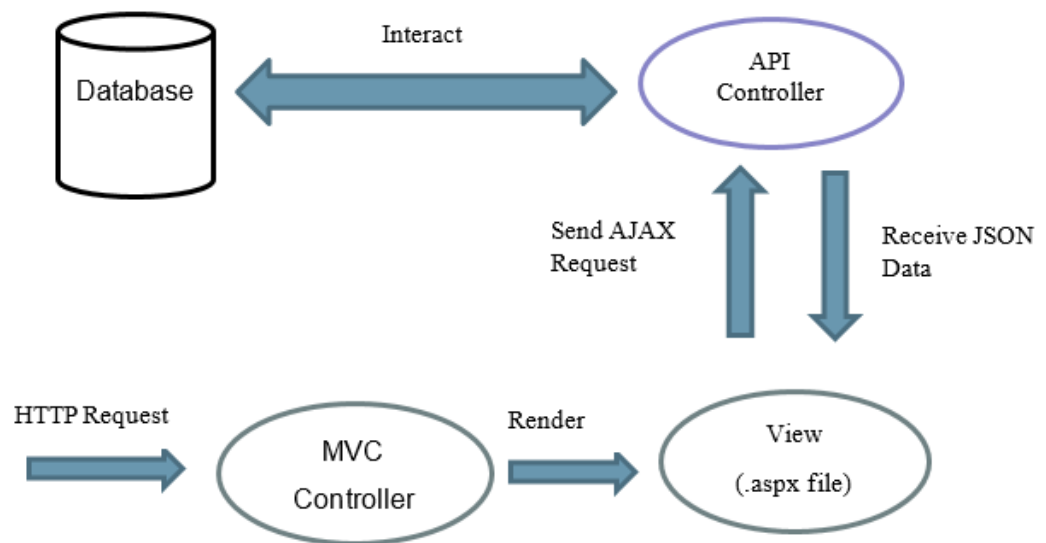 Interact
Database
API
Controller
Send AJAX
Request
Receive JSON
Data
HTTP Request
MVC
Controller
Render
View
(.aspx file)